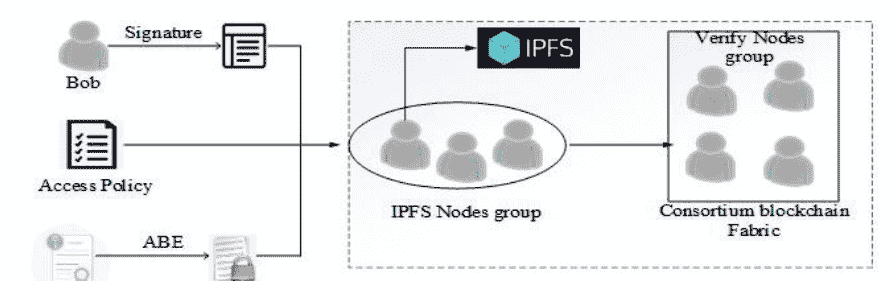 Signature
Bob
Access Policy
ABE
IPFS
IPFS Nodes group
Verify Nodes
group
Consortium blockchain
Fabric